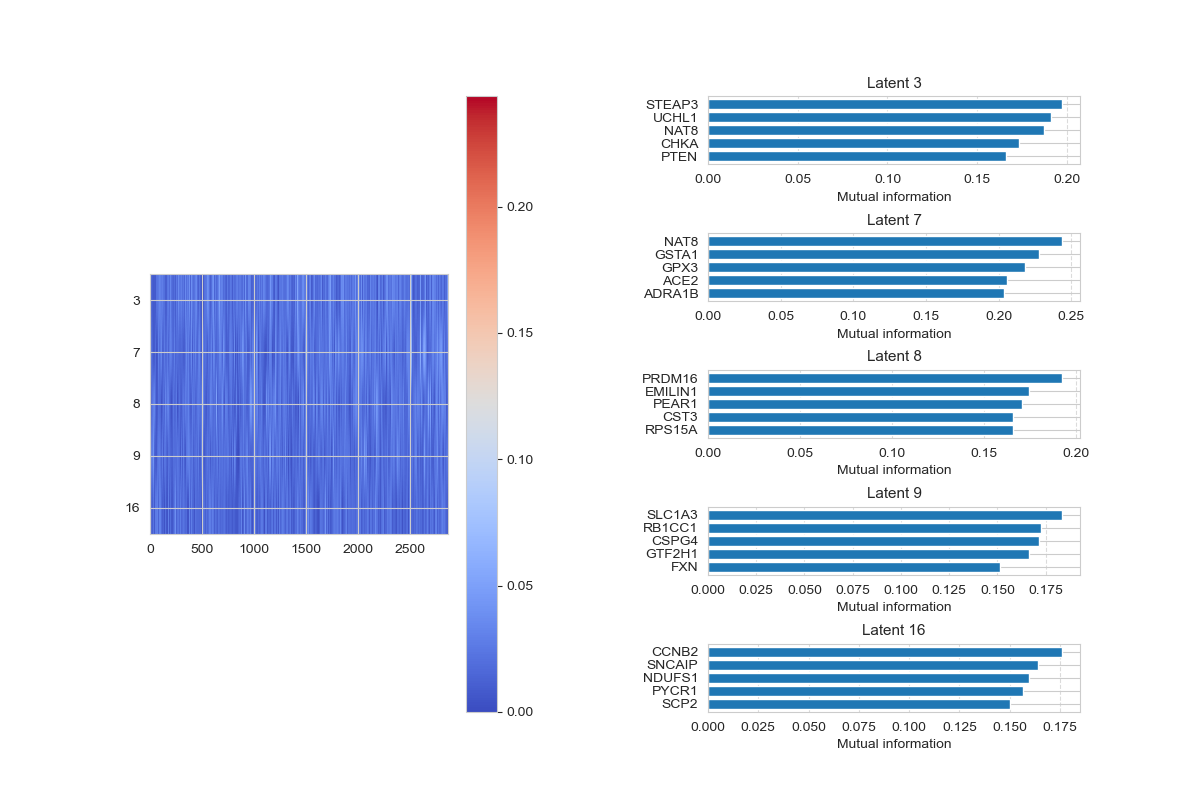 3
7
8
9
16
0 500 1000 1500 2000 2500
0.20
0.15
0.10
0.05
0.00
Latent 3
STEAP3
UCHL1
NAT8
CHKA
PTEN
0.00 0.05 0.10 0.15 0.20
Mutual information
Latent 7
NAT8
GSTA1
GPX3
ACE2
ADRA1B
0.00 0.05 0.10 0.15 0.20 0.25
Mutual information
Latent 8
PRDM16
EMILIN1
PEAR1
CST3
RPS15A
0.00 0.05 0.10 0.15 0.20
Mutual information
Latent 9
SLC1A3
RB1CC1
CSPG4
GTF2H1
FXN
0.000 0.025 0.050 0.075 0.100 0.125 0.150 0.175
Mutual information
Latent 16
CCNB2
SNCAIP
NDUFS1
PYCR1
SCP2
0.000 0.025 0.050 0.075 0.100 0.125 0.150 0.175
Mutual information